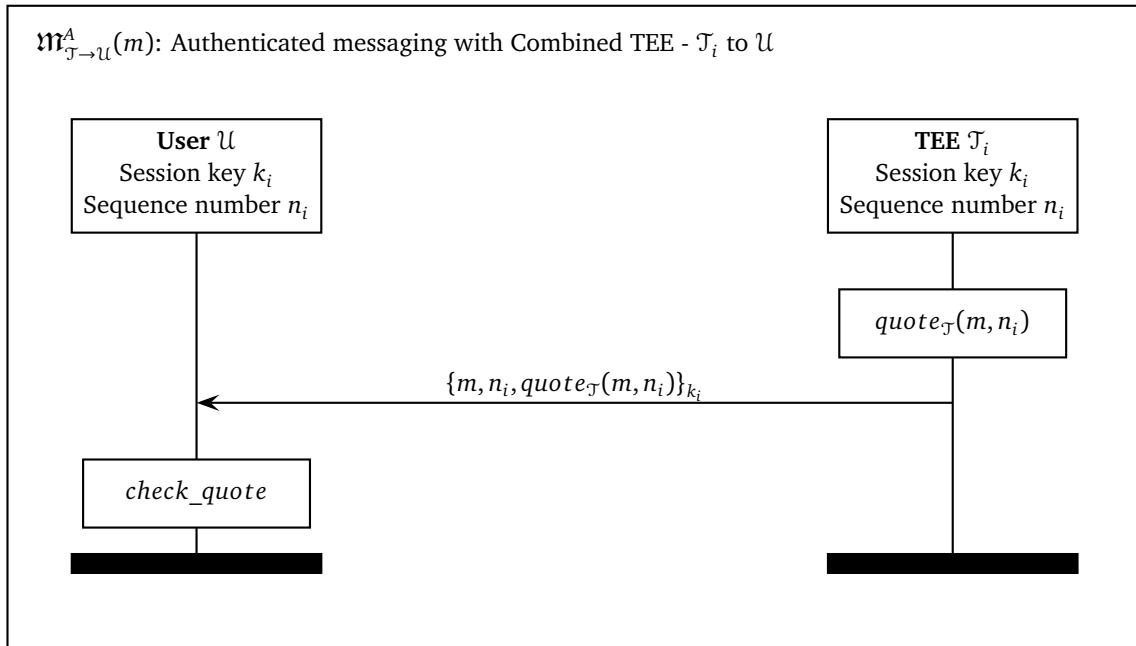 𝕸^A_{𝒯→𝒰}(m): Authenticated messaging with Combined TEE - 𝒯_i to 𝒰
User 𝒰
Session key k_i
Sequence number n_i
TEE 𝒯_i
Session key k_i
Sequence number n_i
quote_𝒯(m, n_i)
{m, n_i, quote_𝒯(m, n_i)}_{k_i}
check_quote